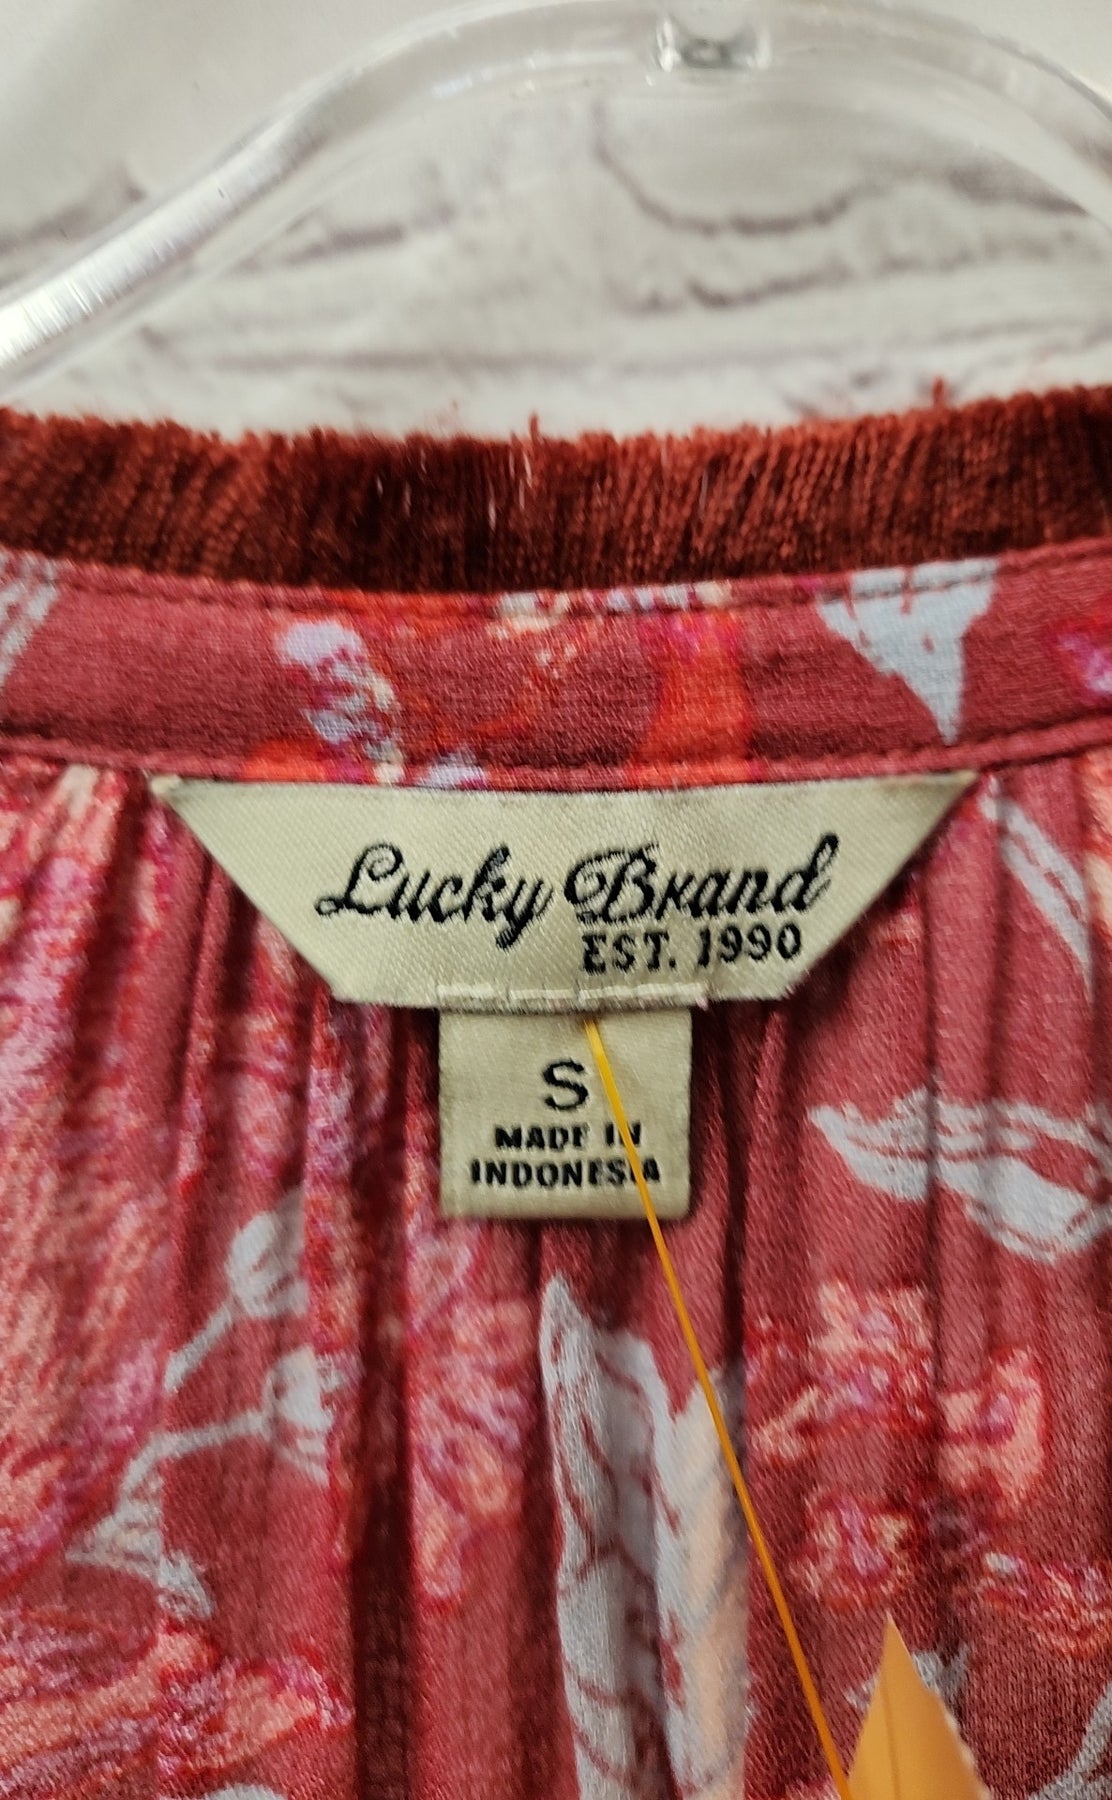 Lucky Brand
EST. 1990
S
MADE IN
INDONESIA